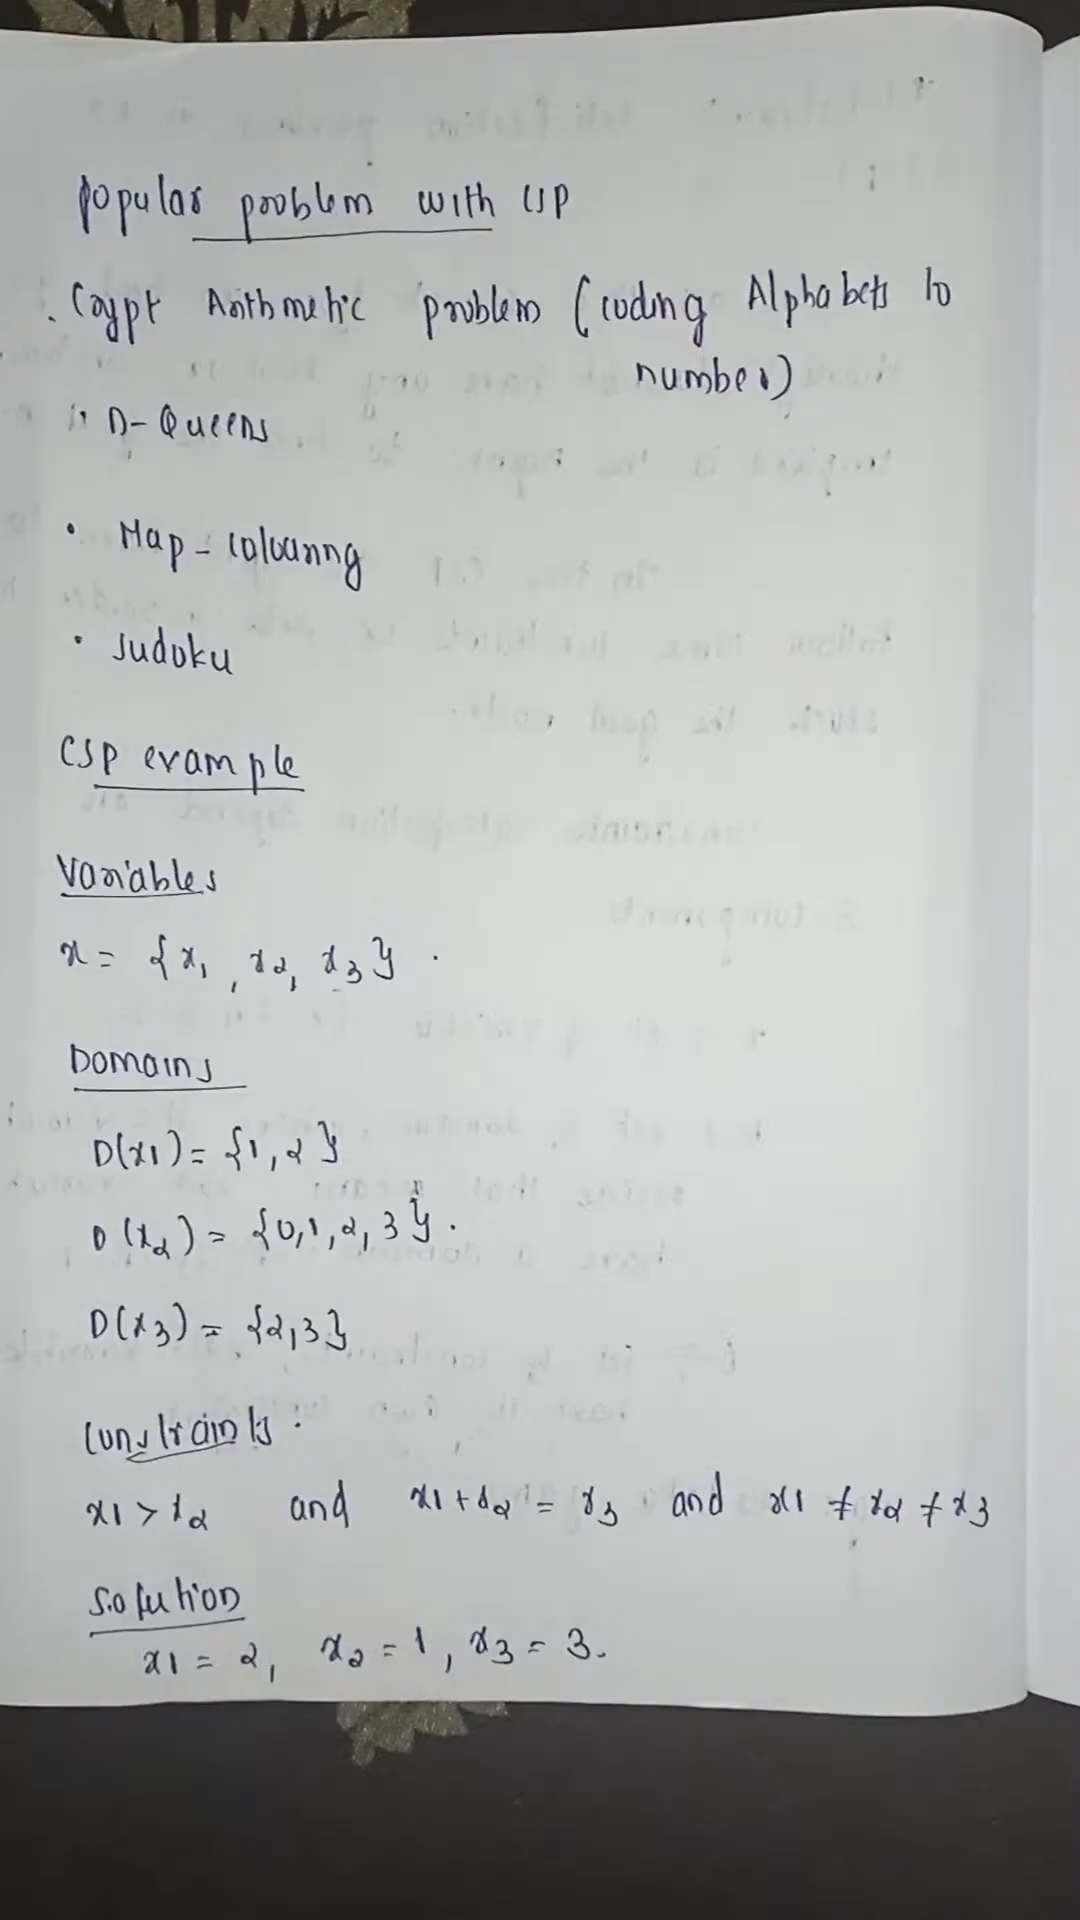 popular problem with CSP
. Crypt Arithmetic problem (coding Alphabets to
number)
n-Queens
• Map-colouring
• sudoku
CSP example
Variables
x = {x1, x2, x3}.
Domains
D(x1) = {1, 2}
D(x2) = {0,1,2,3}.
D(x3) = {2,3}
constraints.
x1 > x2 and x1 + x2 = x3 and x1 ≠ x2 ≠ x3
solution
x1 = 2, x2 = 1, x3 = 3.